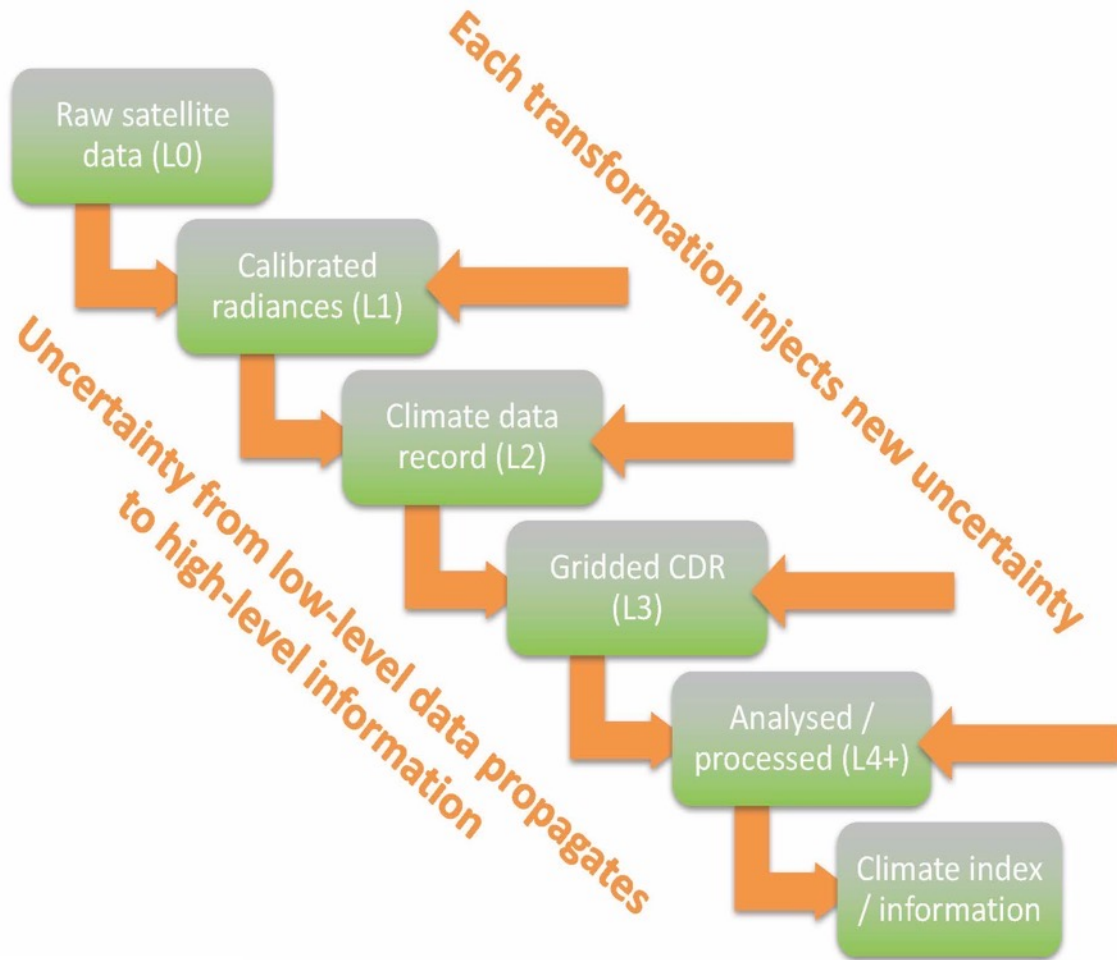 Each transformation injects new uncertainty
Raw satellite
data (L0)
Calibrated
radiances (L1)
Climate data
record (L2)
Gridded CDR
(L3)
Analysed /
processed (L4+)
Climate index
/ information
Uncertainty from low-level data propagates
to high-level information